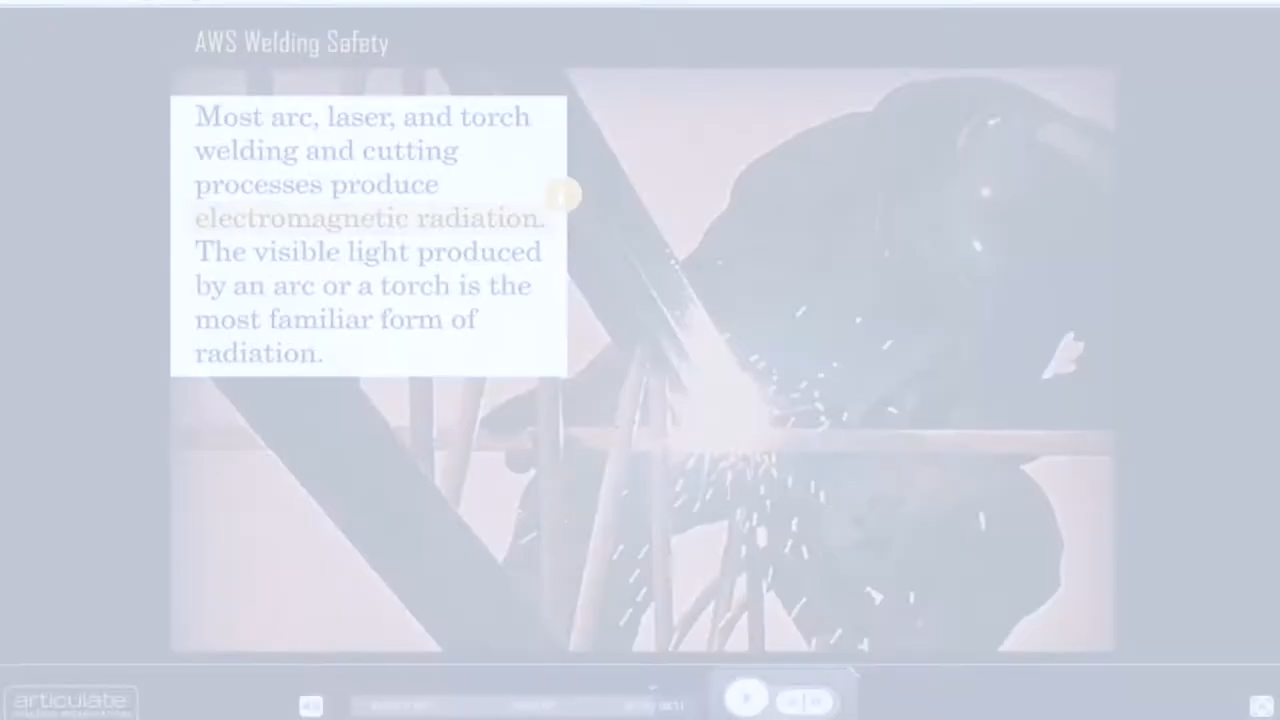 AWS Welding Safety
Most arc, laser, and torch
welding and cutting
processes produce
electromagnetic radiation.
The visible light produced
by an arc or a torch is the
most familiar form of
radiation.
articulate